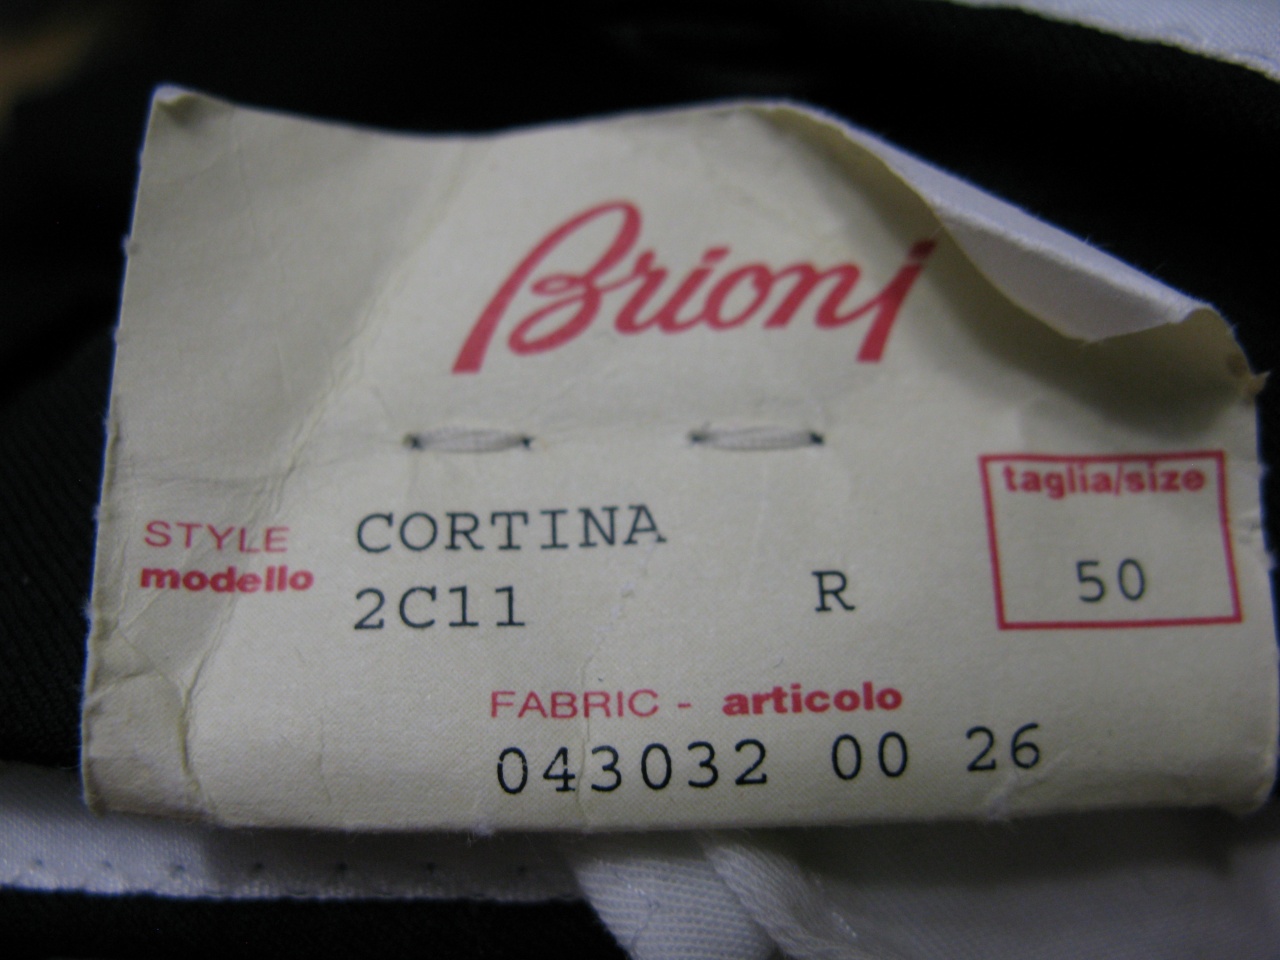 Brioni
STYLE CORTINA
modello 2C11 R
taglia/size
50
FABRIC - articolo
043032 00 26